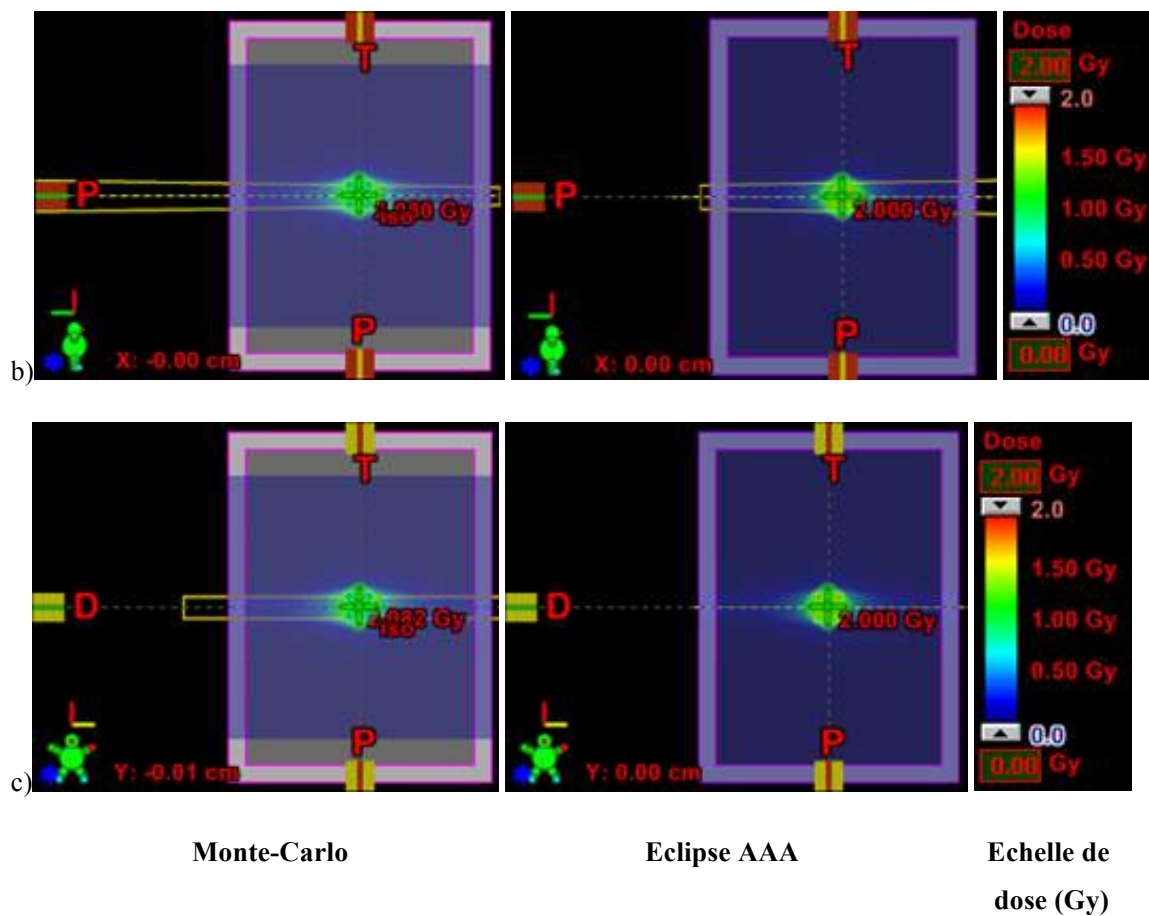 T
P
P
X: -0.00 cm
T
P
2.000 Gy
P
X: 0.00 cm
Dose
2.00 Gy
2.0
1.50 Gy
1.00 Gy
0.50 Gy
0.0
0.00 Gy
b)
T
D
Gy
P
Y: -0.01 cm
T
D
2.000 Gy
P
Y: 0.00 cm
Dose
2.00 Gy
2.0
1.50 Gy
1.00 Gy
0.50 Gy
0.0
0.00 Gy
c)
Monte-Carlo
Eclipse AAA
Echelle de
dose (Gy)